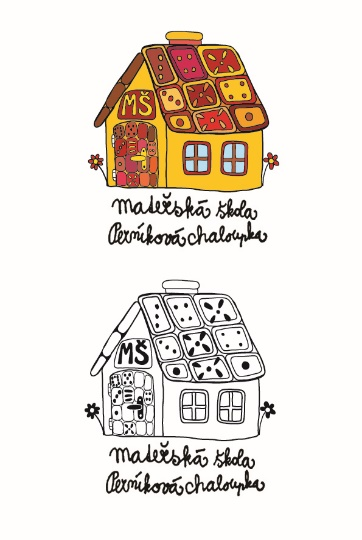 MŠ
mateřská škola
Perníková chaloupka
MŠ
mateřská škola
Perníková chaloupka